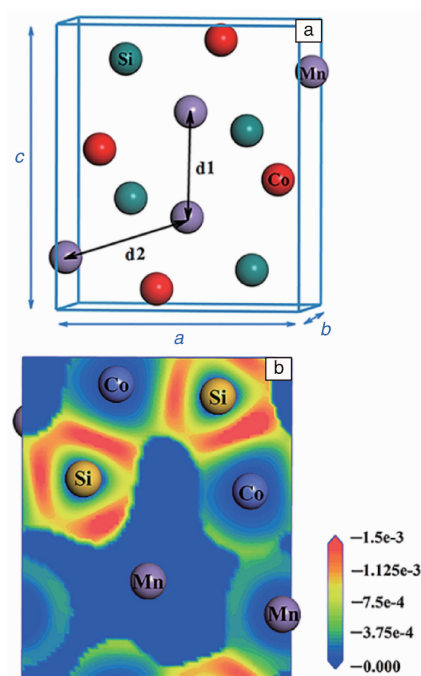 a
Si
Mn
c
d1
Co
d2
b
a
b
Co
Si
Si
Co
Mn
Mn
–1.5e-3
–1.125e-3
–7.5e-4
–3.75e-4
–0.000